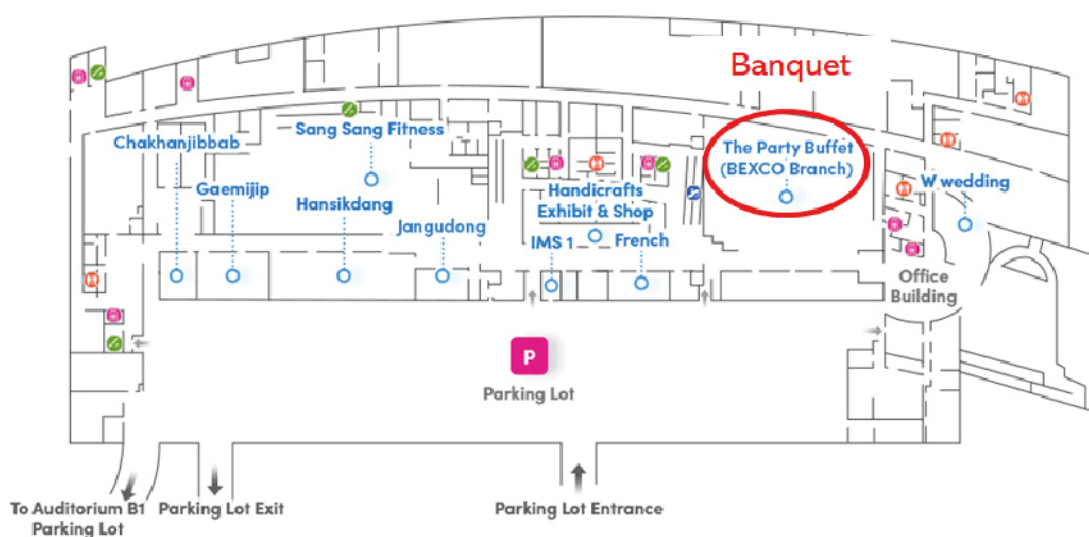 Banquet
Sang Sang Fitness
Chakhanjibbab
The Party Buffet
(BEXCO Branch)
Gaemijip
Hansikdang
Handicrafts
Exhibit & Shop
W wedding
Jangudong
IMS 1
French
Office
Building
P
Parking Lot
To Auditorium B1
Parking Lot
Parking Lot Exit
Parking Lot Entrance